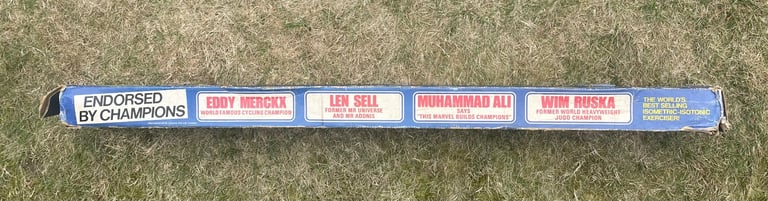 ENDORSED
BY CHAMPIONS
EDDY MERCKX
WORLD FAMOUS CYCLING CHAMPION
LEN SELL
FORMER MR UNIVERSE
AND MR ADONIS
MUHAMMAD ALI
SAYS
"THIS MARVEL BUILDS CHAMPIONS"
WIM RUSKA
FORMER WORLD HEAVYWEIGHT
JUDO CHAMPION
THE WORLD'S
BEST SELLING
ISOMETRIC-ISOTONIC
EXERCISER!